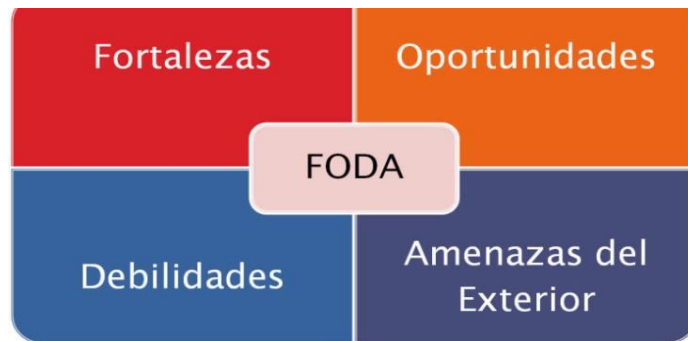 Fortalezas
Oportunidades
FODA
Debilidades
Amenazas del
Exterior